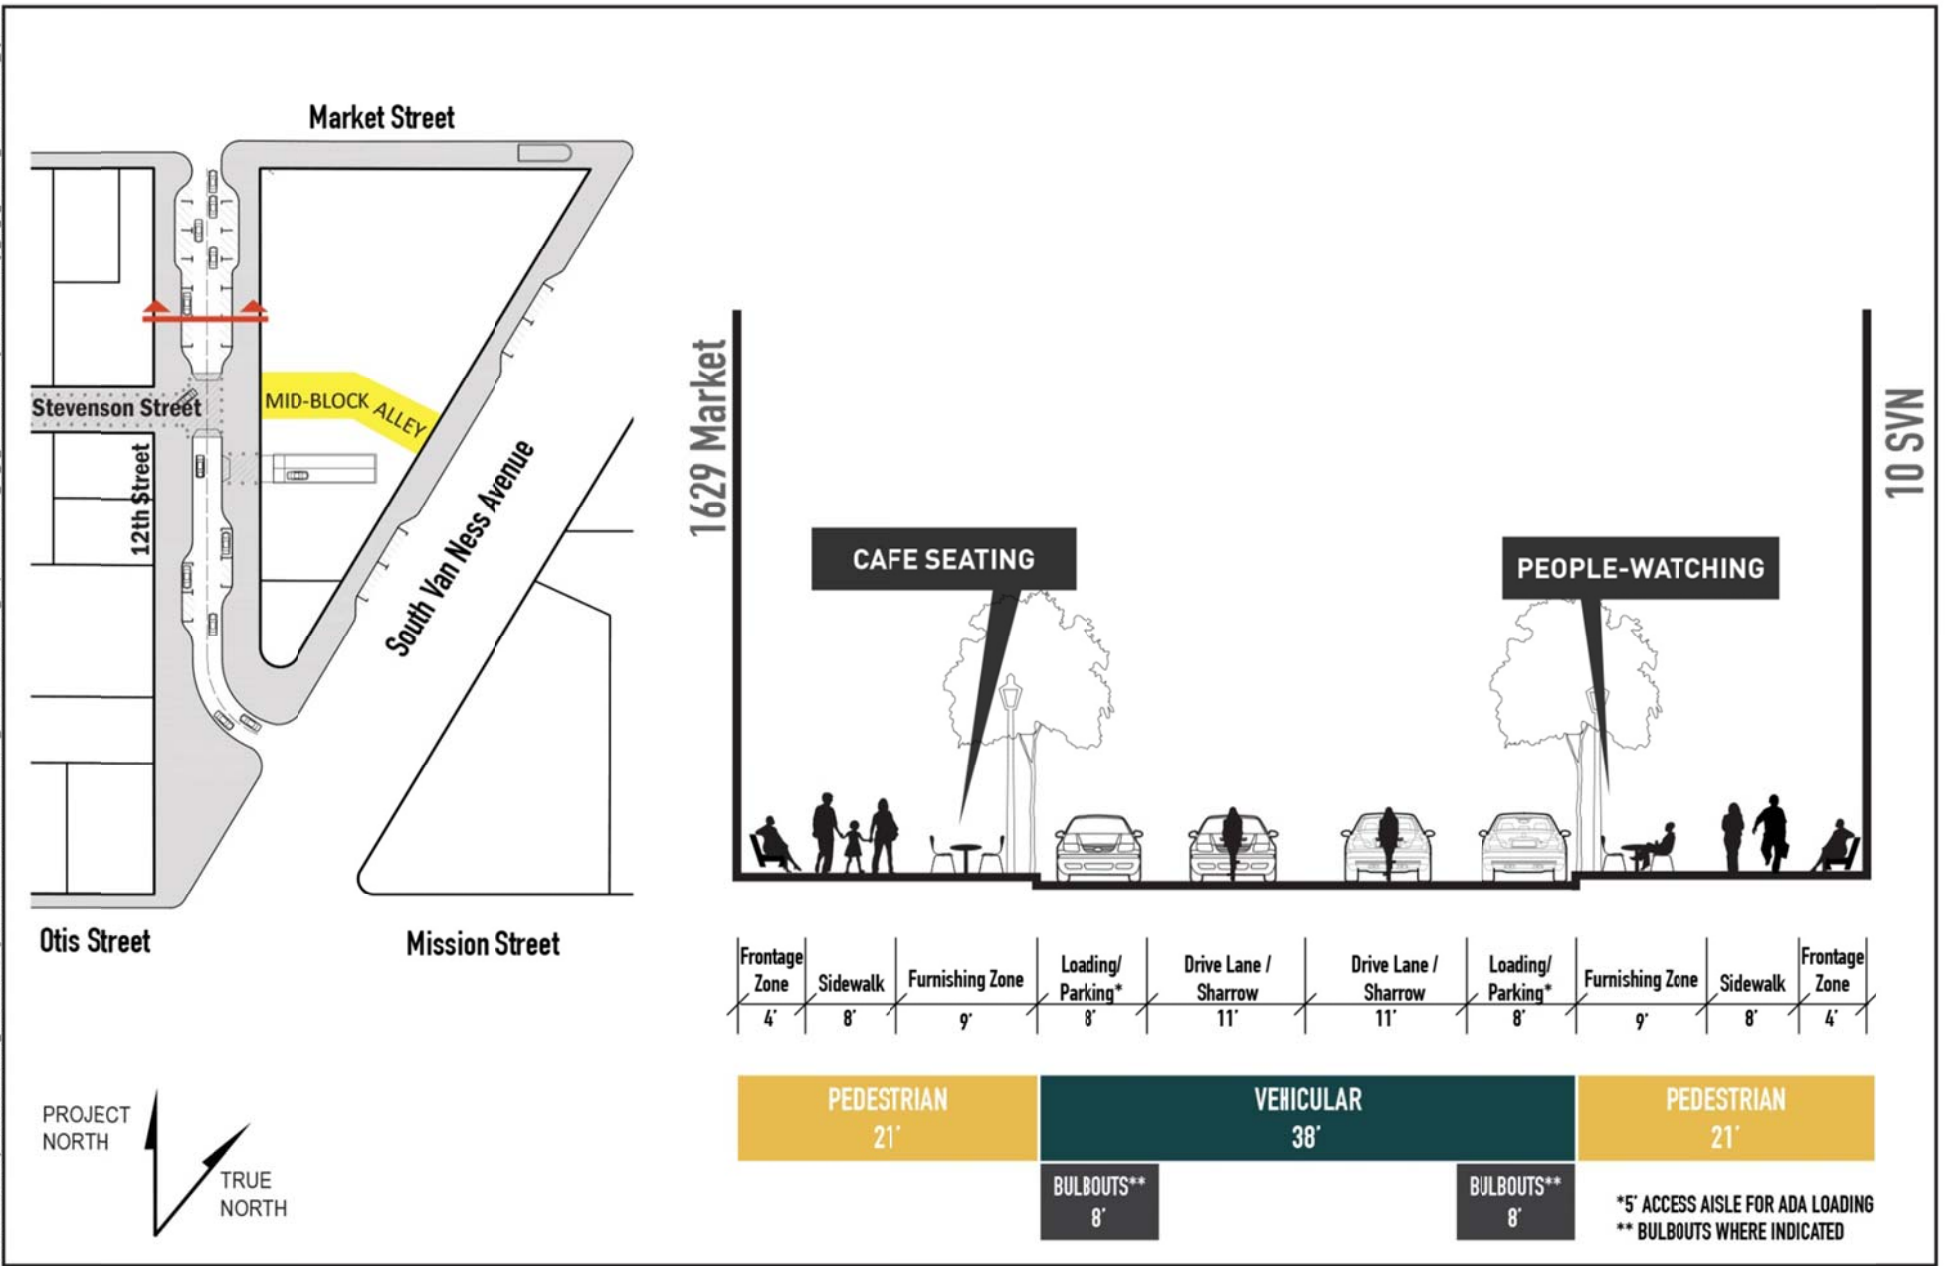 Market Street
Stevenson Street
MID-BLOCK ALLEY
12th Street
South Van Ness Avenue
Otis Street
Mission Street
PROJECT
NORTH
TRUE
NORTH
1629 Market
10 SVN
CAFE SEATING
PEOPLE-WATCHING
Frontage
Zone
4'
Sidewalk
8'
Furnishing Zone
9'
Loading/
Parking*
8'
Drive Lane /
Sharrow
11'
Drive Lane /
Sharrow
11'
Loading/
Parking*
8'
Furnishing Zone
9'
Sidewalk
8'
Frontage
Zone
4'
PEDESTRIAN
21'
VEHICULAR
38'
PEDESTRIAN
21'
BULBOUTS**
8'
BULBOUTS**
8'
*5' ACCESS AISLE FOR ADA LOADING
** BULBOUTS WHERE INDICATED